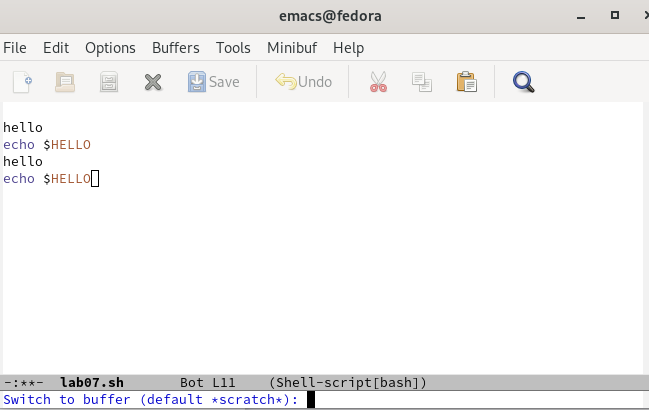 emacs@fedora
File Edit Options Buffers Tools Minibuf Help
Save Undo
hello
echo $HELLO
hello
echo $HELLO
-:**- lab07.sh Bot L11 (Shell-script[bash])
Switch to buffer (default *scratch*):